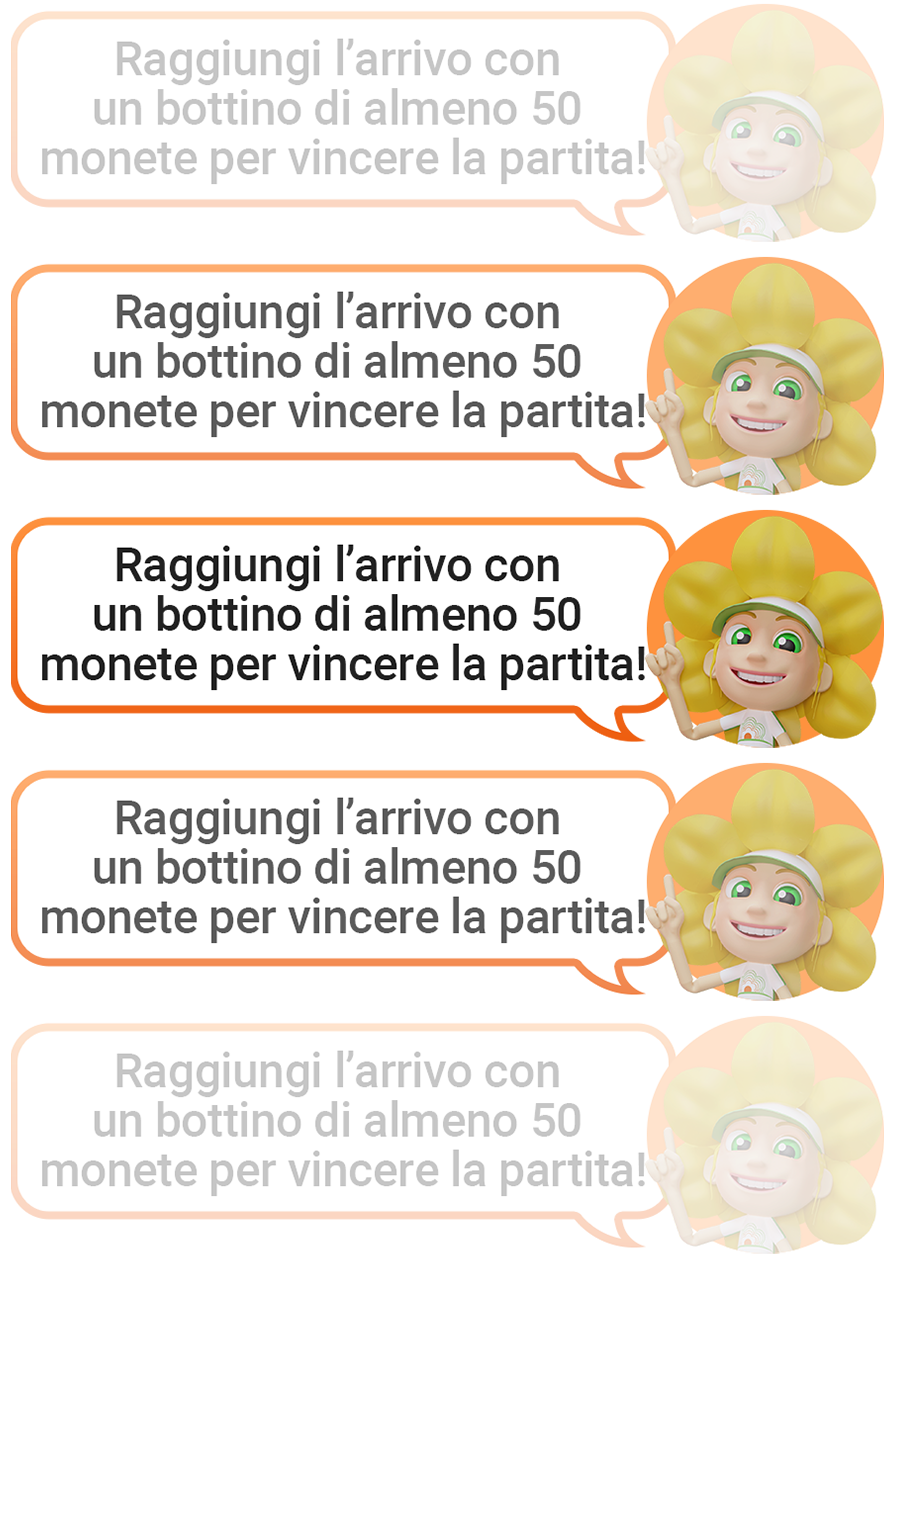 Raggiungi l’arrivo con
un bottino di almeno 50
monete per vincere la partita!
Raggiungi l’arrivo con
un bottino di almeno 50
monete per vincere la partita!
Raggiungi l’arrivo con
un bottino di almeno 50
monete per vincere la partita!
Raggiungi l’arrivo con
un bottino di almeno 50
monete per vincere la partita!
Raggiungi l’arrivo con
un bottino di almeno 50
monete per vincere la partita!